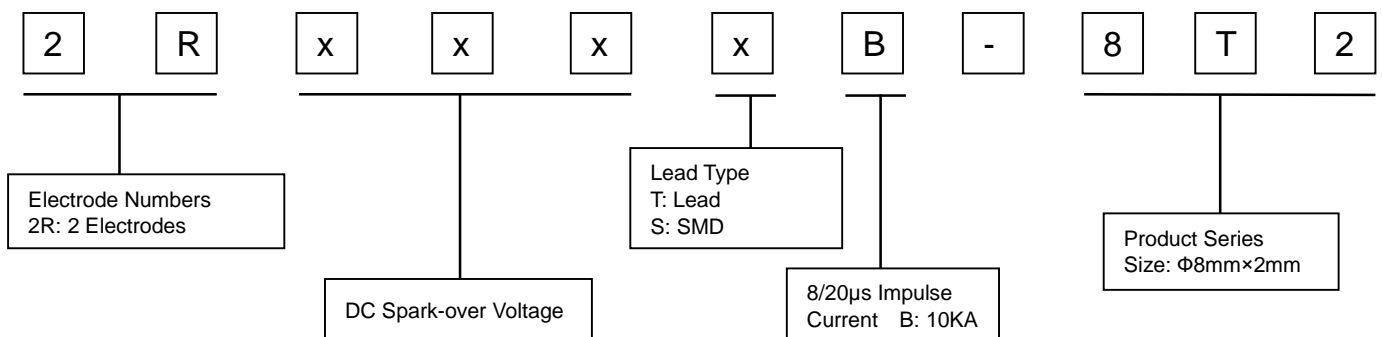 2 R x x x x B - 8 T 2
Electrode Numbers
2R: 2 Electrodes
DC Spark-over Voltage
Lead Type
T: Lead
S: SMD
8/20μs Impulse
Current B: 10KA
Product Series
Size: Φ8mm×2mm